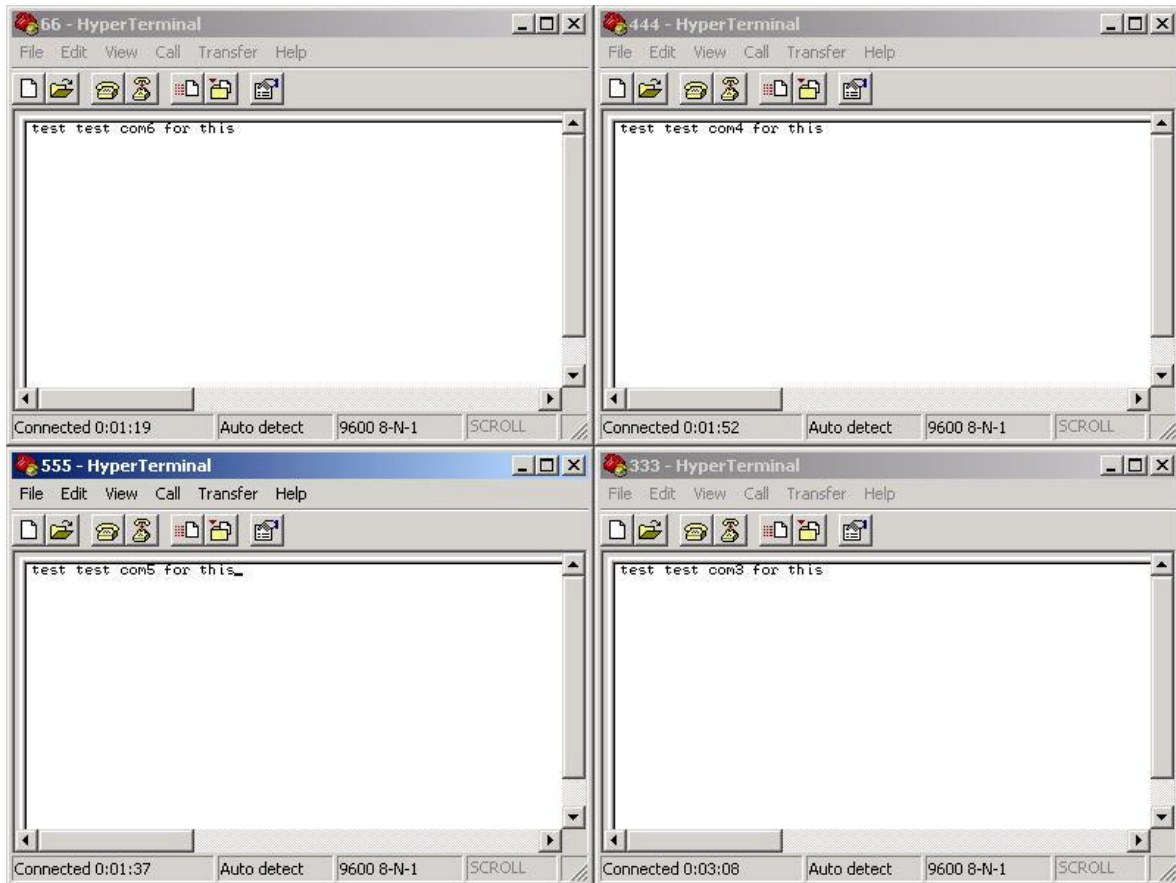 66 - HyperTerminal
File Edit View Call Transfer Help
test test com6 for this
Connected 0:01:19 Auto detect 9600 8-N-1 SCROLL
444 - HyperTerminal
File Edit View Call Transfer Help
test test com4 for this
Connected 0:01:52 Auto detect 9600 8-N-1 SCROLL
555 - HyperTerminal
File Edit View Call Transfer Help
test test com5 for this_
Connected 0:01:37 Auto detect 9600 8-N-1 SCROLL
333 - HyperTerminal
File Edit View Call Transfer Help
test test com3 for this
Connected 0:03:08 Auto detect 9600 8-N-1 SCROLL